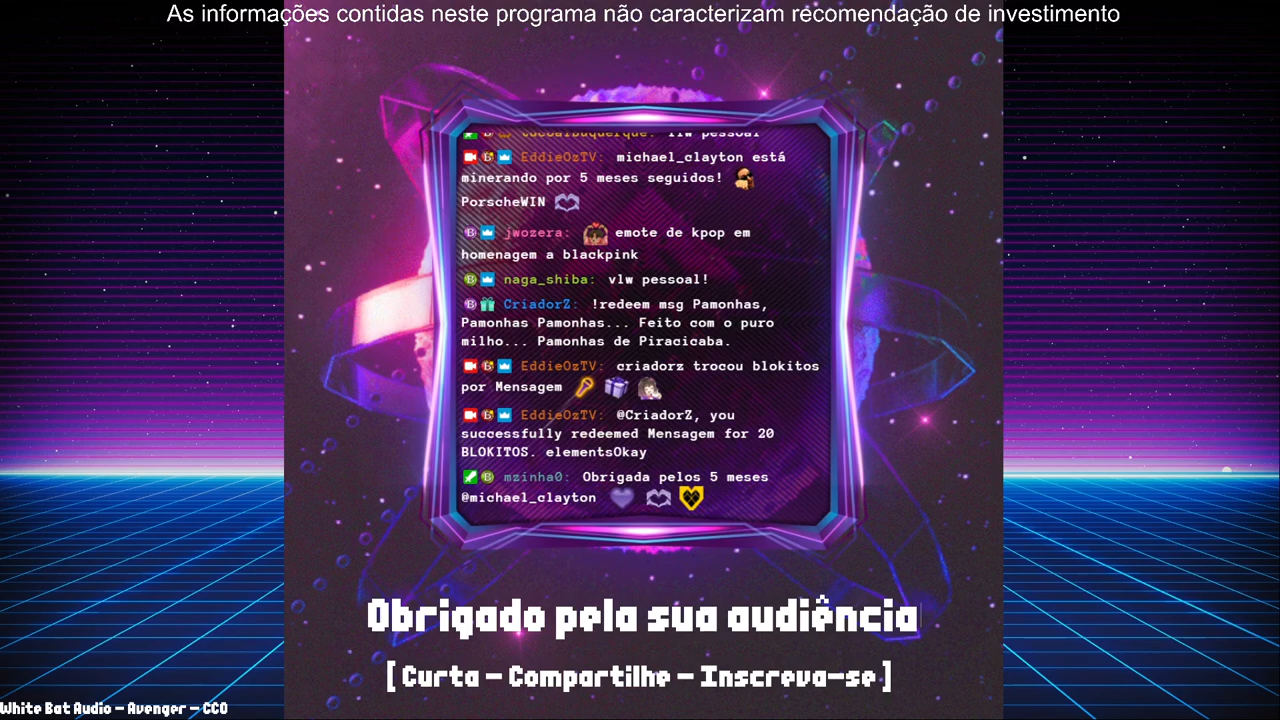 As informações contidas neste programa não caracterizam recomendação de investimento
vlw pessoal
EddieOzTV: michael_clayton está
minerando por 5 meses seguidos!
PorscheWIN
jwozera: emote de kpop em
homenagem a blackpink
naga_shiba: vlw pessoal!
CriadorZ: !redeem msg Pamonhas,
Pamonhas Pamonhas... Feito com o puro
milho... Pamonhas de Piracicaba.
EddieOzTV: criadorz trocou blokitos
por Mensagem
EddieOzTV: @CriadorZ, you
successfully redeemed Mensagem for 20
BLOKITOS. elementsOkay
mzinha0: Obrigada pelos 5 meses
@michael_clayton
Obrigado pela sua audiência
[ Curta - Compartilhe - Inscreva-se ]
White Bat Audio - Avenger - CC0